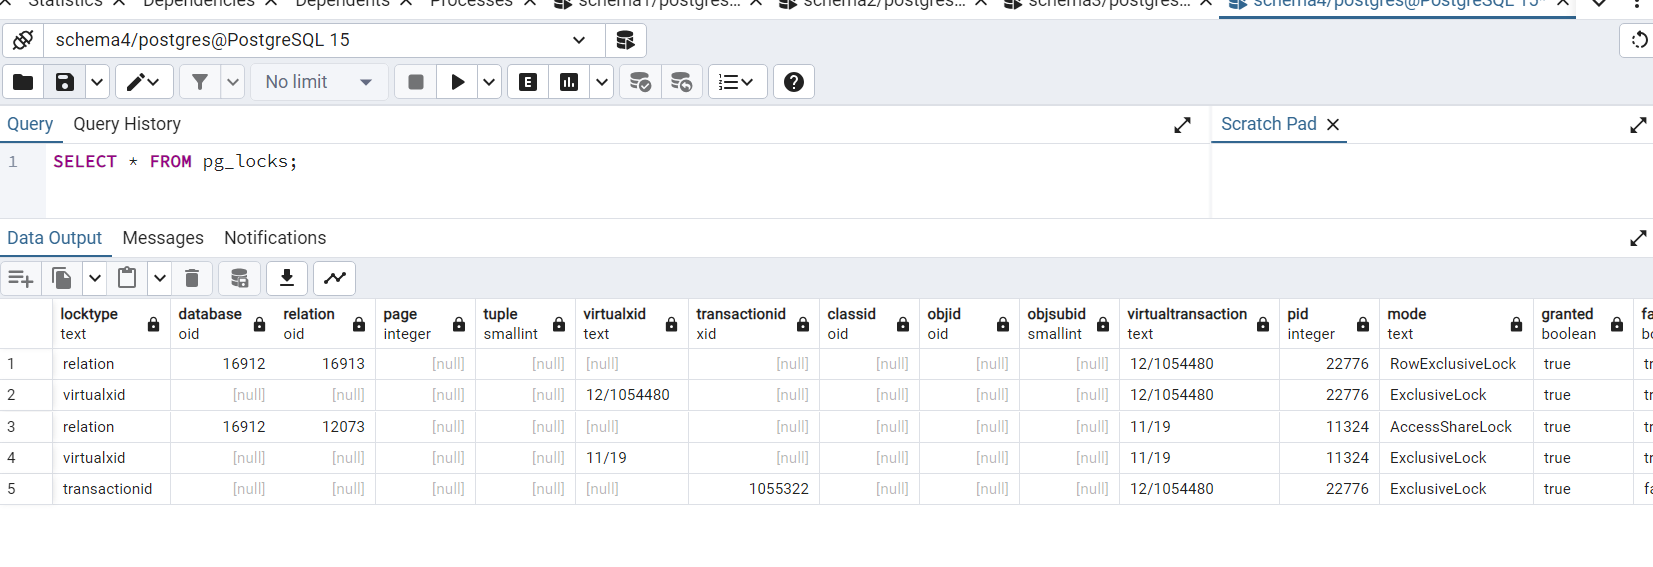 Statistics Dependencies Dependents Processes schema1/postgres... schema2/postgres... schema3/postgres... schema4/postgres@PostgreSQL 15*
schema4/postgres@PostgreSQL 15
No limit E
Query Query History Scratch Pad
1 SELECT * FROM pg_locks;
Data Output Messages Notifications
locktype database relation page tuple virtualxid transactionid classid objid objsubid virtualtransaction pid mode granted fa
text oid oid integer smallint text xid oid oid smallint text integer text boolean bo
1 relation 16912 16913 [null] [null] [null] [null] [null] [null] [null] 12/1054480 22776 RowExclusiveLock true tr
2 virtualxid [null] [null] [null] [null] 12/1054480 [null] [null] [null] [null] 12/1054480 22776 ExclusiveLock true tr
3 relation 16912 12073 [null] [null] [null] [null] [null] [null] [null] 11/19 11324 AccessShareLock true tr
4 virtualxid [null] [null] [null] [null] 11/19 [null] [null] [null] [null] 11/19 11324 ExclusiveLock true tr
5 transactionid [null] [null] [null] [null] [null] 1055322 [null] [null] [null] 12/1054480 22776 ExclusiveLock true fa